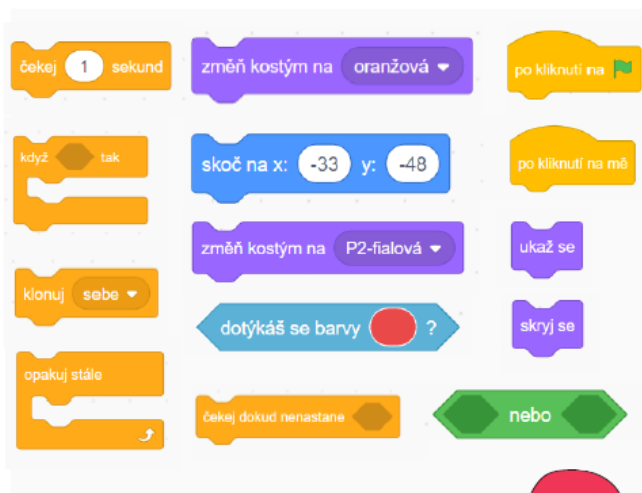 čekej 1 sekund
změň kostým na oranžová
po kliknutí na
když tak
skoč na x: -33 y: -48
po kliknutí na mě
změň kostým na P2-fialová
ukaž se
klonuj sebe
dotýkáš se barvy ?
skryj se
opakuj stále
čekej dokud nenastane
nebo